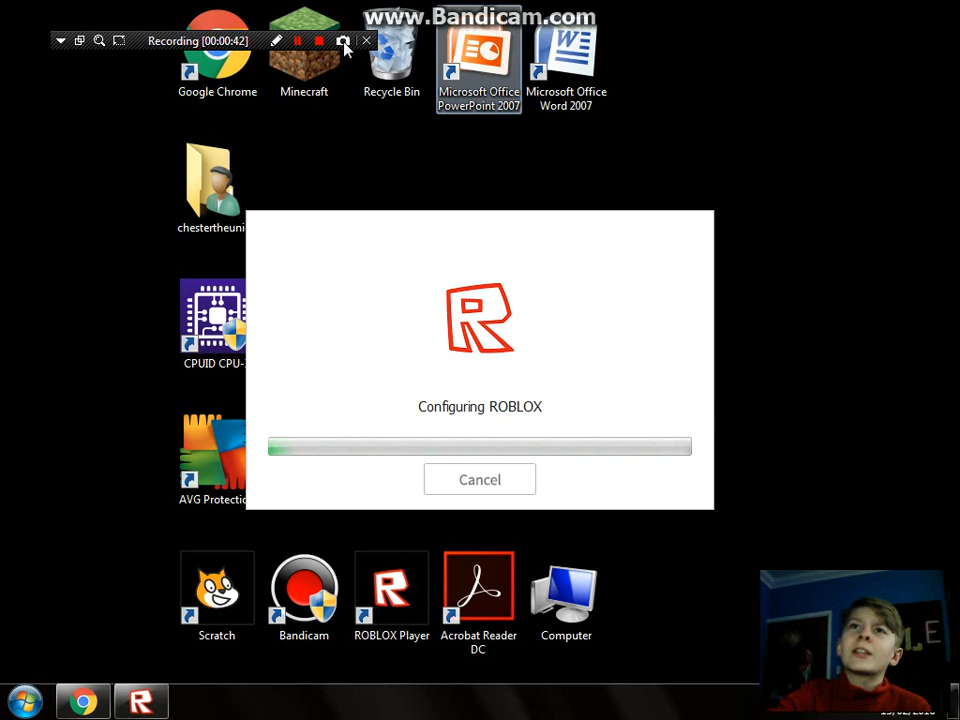 www.Bandicam.com
Recording [00:00:42]
Google Chrome
Minecraft
Recycle Bin
Microsoft Office
PowerPoint 2007
Microsoft Office
Word 2007
chestertheuni
CPUID CPU-
Configuring ROBLOX
Cancel
AVG Protectio
Scratch
Bandicam
ROBLOX Player
Acrobat Reader
DC
Computer